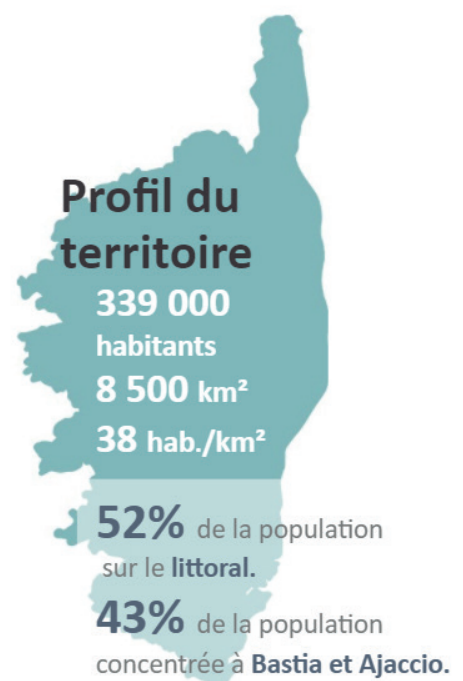 Profil du
territoire
339 000
habitants
8 500 km²
38 hab./km²
52% de la population
sur le littoral.
43% de la population
concentrée à Bastia et Ajaccio.